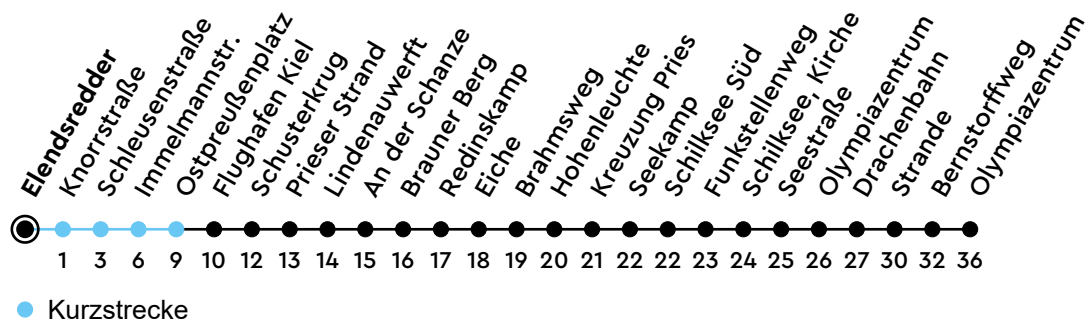 Elendsredder
Knorrstraße
Schleusenstraße
Immelmannstr.
Ostpreußenplatz
Flughafen Kiel
Schusterkrug
Prieser Strand
Lindenauwerft
An der Schanze
Brauner Berg
Redinskamp
Eiche
Brahmsweg
Hohenleuchte
Kreuzung Pries
Seekamp
Schilksee Süd
Funkstellenweg
Schilksee, Kirche
Seestraße
Olympiazentrum
Drachenbahn
Strande
Bernstorffweg
Olympiazentrum
1 3 6 9 10 12 13 14 15 16 17 18 19 20 21 22 22 23 24 25 26 27 30 32 36
Kurzstrecke